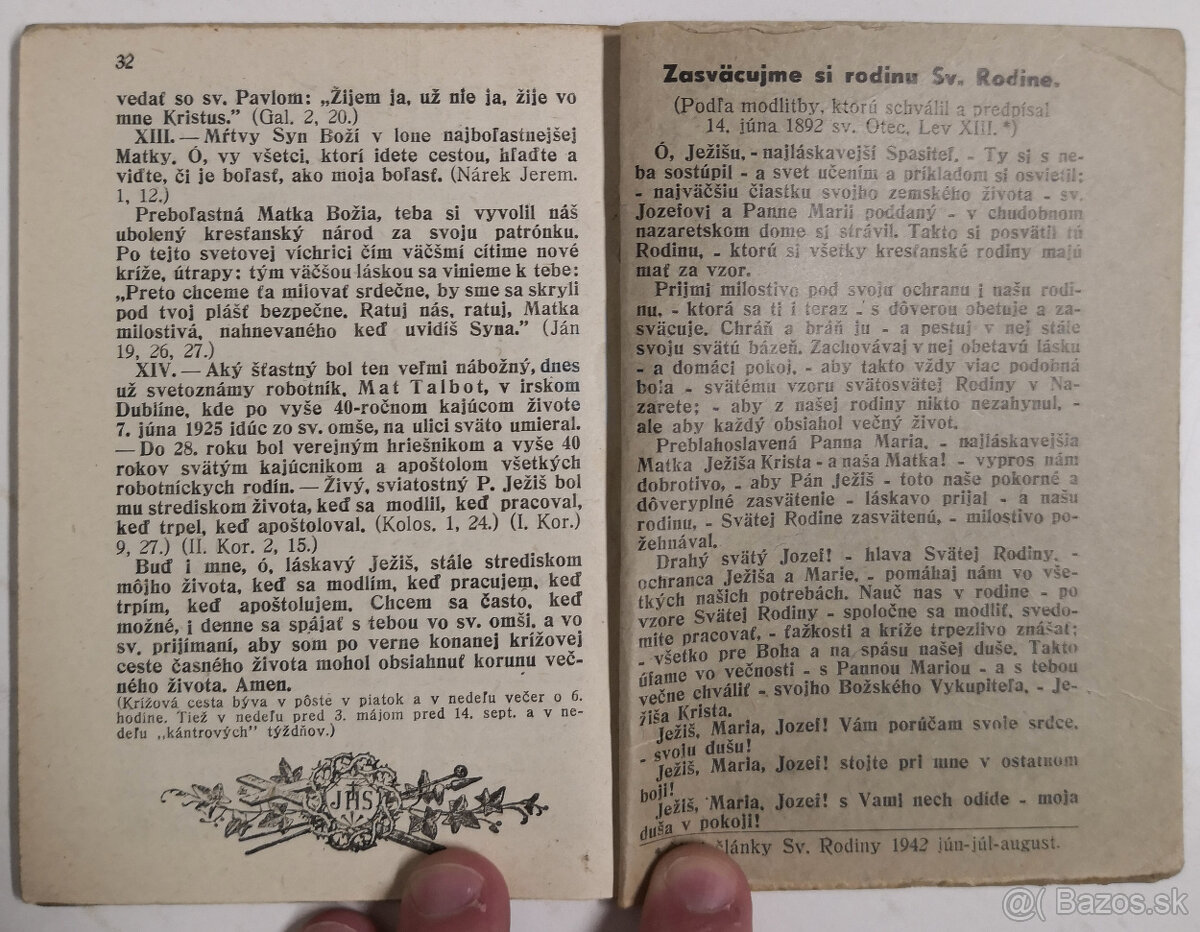 32
vedať so sv. Pavlom: „Žijem ja, už nie ja, žije vo
mne Kristus.” (Gal. 2, 20.)
XIII. — Mŕtvy Syn Boží v lone najboľastnejšej
Matky. Ó, vy všetci, ktorí idete cestou, hľaďte a
viďte, či je boľasť, ako moja boľasť. (Nárek Jerem.
1, 12.)
Preboľastná Matka Božia, teba si vyvolil náš
ubolený kresťanský národ za svoju patrónku.
Po tejto svetovej víchrici čím väčšmi cítime nové
kríže, útrapy: tým väčšou láskou sa vinieme k tebe:
„Preto chceme ťa milovať srdečne, by sme sa skryli
pod tvoj plášť bezpečne. Ratuj nás, ratuj, Matka
milostivá, nahnevaného keď uvidíš Syna.” (Ján
19, 26, 27.)
XIV. — Aký šťastný bol ten veľmi nábožný, dnes
už svetoznámy robotník, Mat Talbot, v irskom
Dubline, kde po vyše 40-ročnom kajúcom živote
7. júna 1925 idúc zo sv. omše, na ulici sväto umieral.
— Do 28. roku bol verejným hriešnikom a vyše 40
rokov svätým kajúcnikom a apoštolom všetkých
robotníckych rodín. — Živý, sviatostný P. Ježiš bol
mu strediskom života, keď sa modlil, keď pracoval,
keď trpel, keď apoštoloval. (Kolos. 1, 24.) (I. Kor.)
9, 27.) (II. Kor. 2, 15.)
Buď i mne, ó, láskavý Ježiš, stále strediskom
môjho života, keď sa modlím, keď pracujem, keď
trpím, keď apoštolujem. Chcem sa často, keď
možné, i denne sa spájať s tebou vo sv. omši, a vo
sv. prijímaní, aby som po verne konanej krížovej
ceste časného života mohol obsiahnuť korunu več-
ného života. Amen.
(Krížová cesta býva v pôste v piatok a v nedeľu večer o 6.
hodine. Tiež v nedeľu pred 3. májom pred 14. sept. a v ne-
deľu „kántrových” týždňov.)
JHS
Zasväcujme si rodinu Sv. Rodine.
(Podľa modlitby, ktorú schválil a predpísal
14. júna 1892 sv. Otec, Lev XIII. *)
Ó, Ježišu, - najláskavejší Spasiteľ, - Ty si s ne-
ba sostúpil - a svet učením a príkladom si osvietil;
- najväčšiu čiastku svojho zemského života - sv.
Jozefovi a Panne Marii poddaný - v chudobnom
nazaretskom dome si strávil. Takto si posvätil tú
Rodinu, - ktorú si všetky kresťanské rodiny majú
mať za vzor.
Prijmi milostive pod svoju ochranu i našu rodi-
nu, - ktorá sa ti i teraz - s dôverou obetuje a za-
sväcuje. Chráň a bráň ju - a pestuj v nej stále
svoju svätú bázeň. Zachovávaj v nej obetavú lásku
- a domáci pokoj, - aby takto vždy viac podobná
bola - svätému vzoru svätosvätej Rodiny v Na-
zarete; - aby z našej rodiny nikto nezahynul, -
ale aby každý obsiahol večný život.
Preblahoslavená Panna Maria, - najláskavejšia
Matka Ježiša Krista - a naša Matka! - vypros nám
dobrotivo, - aby Pán Ježiš - toto naše pokorné a
dôveryplné zasvätenie - láskavo prijal - a našu
rodinu, - Svätej Rodine zasvätenú, - milostivo po-
žehnával.
Drahý svätý Jozef! - hlava Svätej Rodiny, -
ochranca Ježiša a Marie, - pomáhaj nám vo vše-
tkých našich potrebách. Nauč nas v rodine - po
vzore Svätej Rodiny - spoločne sa modliť, svedo-
mite pracovať, - ťažkosti a kríže trpezlivo znášať;
- všetko pre Boha a na spásu našej duše. Takto
úfame vo večnosti - s Pannou Mariou - a s tebou
večne chváliť - svojho Božského Vykupiteľa, - Je-
žiša Krista.
Ježiš, Maria, Jozef! Vám porúčam svoje srdce,
- svoju dušu!
Ježiš, Maria, Jozef! stojte pri mne v ostatnom
boji!
Ježiš, Maria, Jozef! s Vami nech odíde - moja
duša v pokoji!
články Sv. Rodiny 1942 jún-júl-august.
@( Bazos.sk